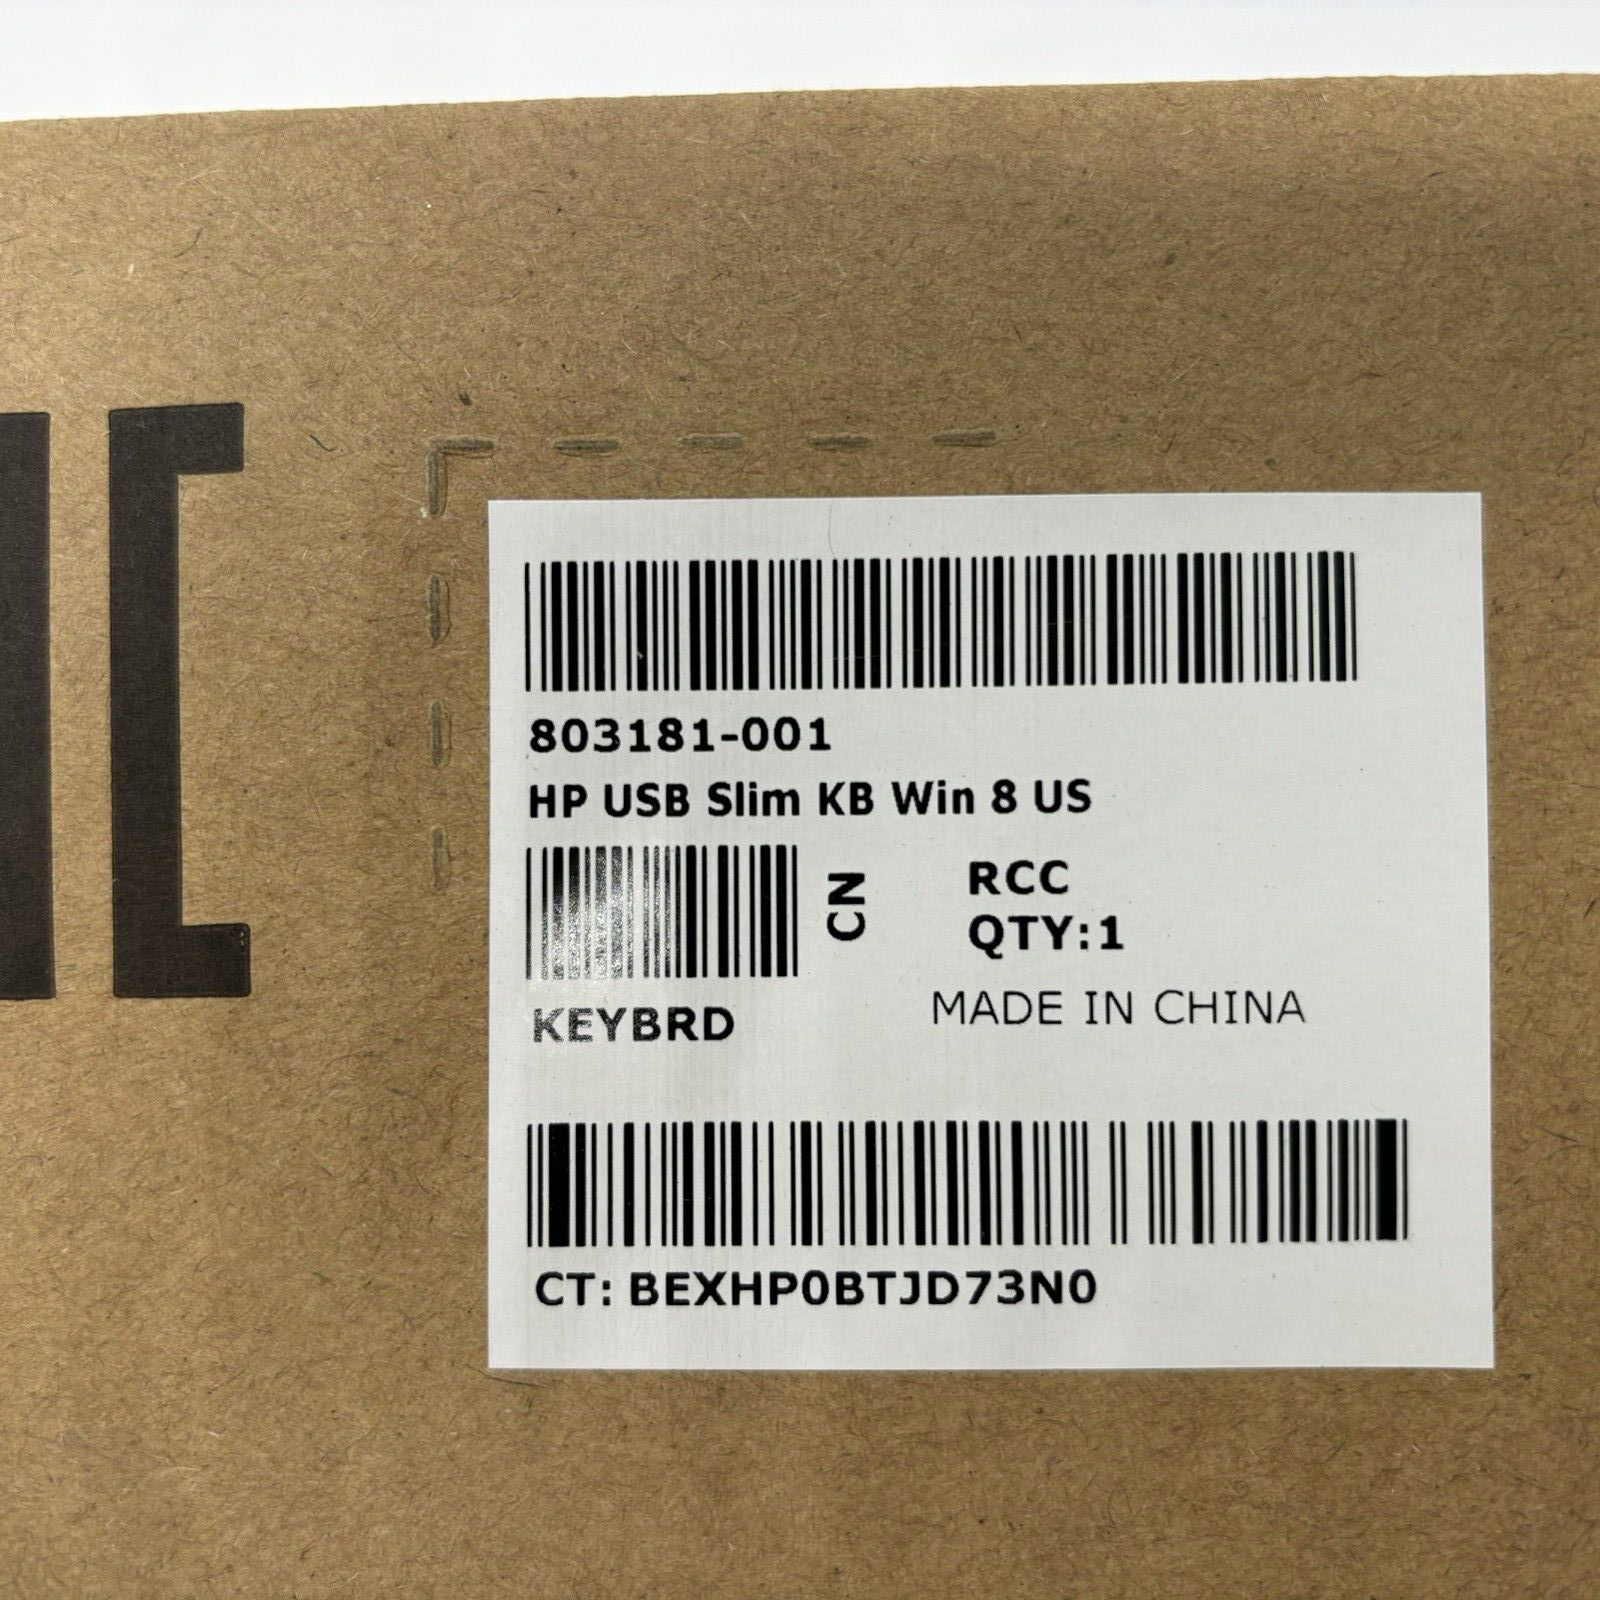 803181-001
HP USB Slim KB Win 8 US
CN
RCC
QTY:1
KEYBRD
MADE IN CHINA
CT: BEXHP0BTJD73N0